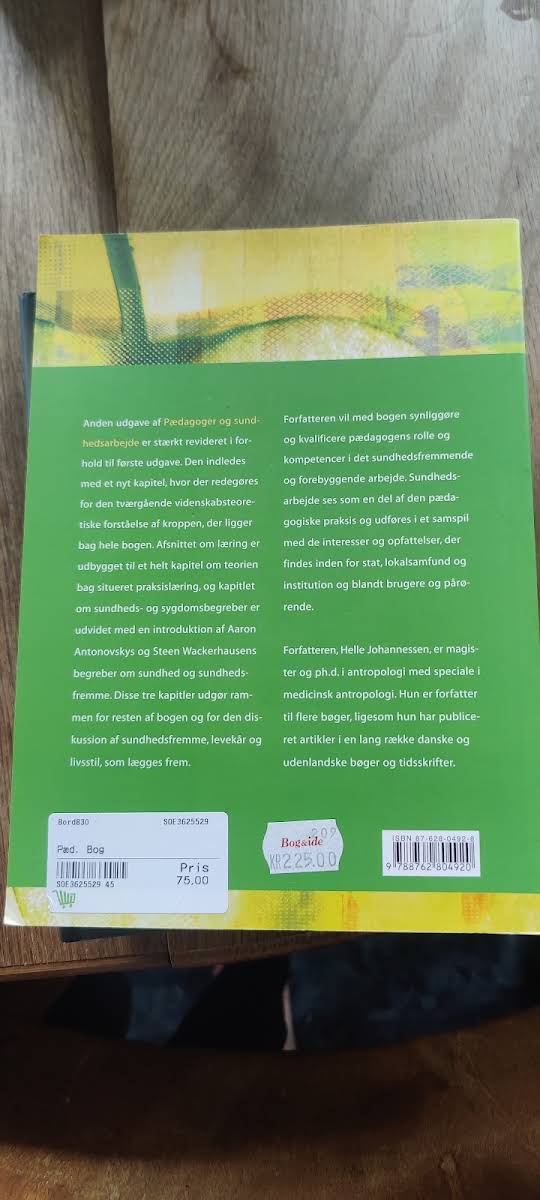 Anden udgave af Pædagoger og sund-
hedsarbejde er stærkt revideret i for-
hold til første udgave. Den indledes
med et nyt kapitel, hvor der redegøres
for den tværgående videnskabsteore-
tiske forståelse af kroppen, der ligger
bag hele bogen. Afsnittet om læring er
udbygget til et helt kapitel om teorien
bag situeret praksislæring, og kapitlet
om sundheds- og sygdomsbegreber er
udvidet med en introduktion af Aaron
Antonovskys og Steen Wackerhausens
begreber om sundhed og sundheds-
fremme. Disse tre kapitler udgør ram-
men for resten af bogen og for den dis-
kussion af sundhedsfremme, levekår og
livsstil, som lægges frem.
Forfatteren vil med bogen synliggøre
og kvalificere pædagogens rolle og
kompetencer i det sundhedsfremmende
og forebyggende arbejde. Sundheds-
arbejde ses som en del af den pæda-
gogiske praksis og udføres i et samspil
med de interesser og opfattelser, der
findes inden for stat, lokalsamfund og
institution og blandt brugere og pårø-
rende.
Forfatteren, Helle Johannessen, er magis-
ter og ph.d. i antropologi med speciale i
medicinsk antropologi. Hun er forfatter
til flere bøger, ligesom hun har publice-
ret artikler i en lang række danske og
udenlandske bøger og tidsskrifter.
Bord830 SOE3625529
Pæd. Bog
Pris
75.00
SOE3625529 45
209
Bog&idé
KR 225.00
ISBN 87-628-0492-8
9 788762 804920